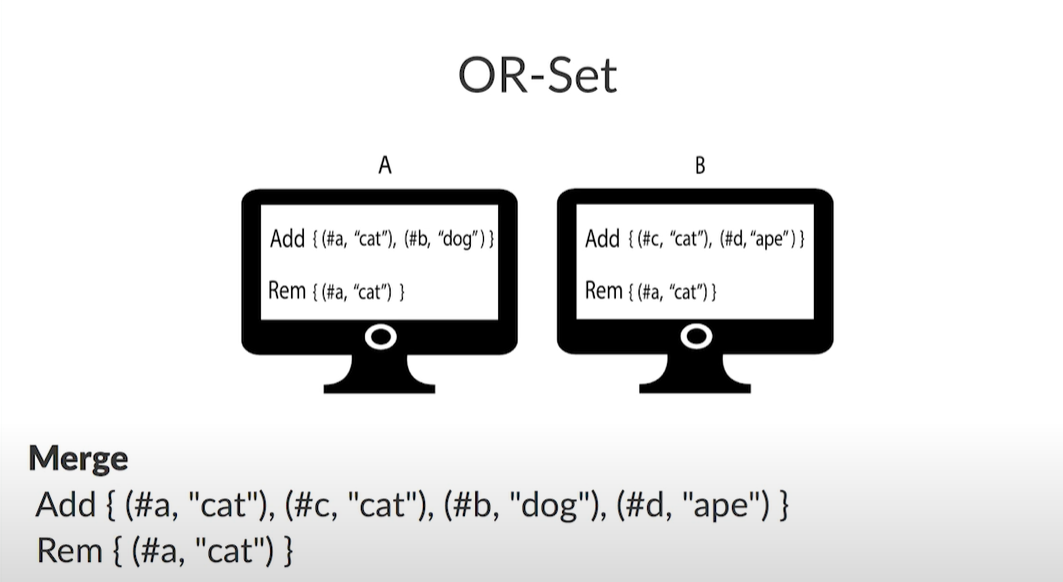 OR-Set
A
B
Add { (#a, “cat”), (#b, “dog”) }
Rem { (#a, “cat”) }
Add { (#c, “cat”), (#d, “ape”) }
Rem { (#a, “cat”) }
Merge
Add { (#a, "cat"), (#c, "cat"), (#b, "dog"), (#d, "ape") }
Rem { (#a, "cat") }